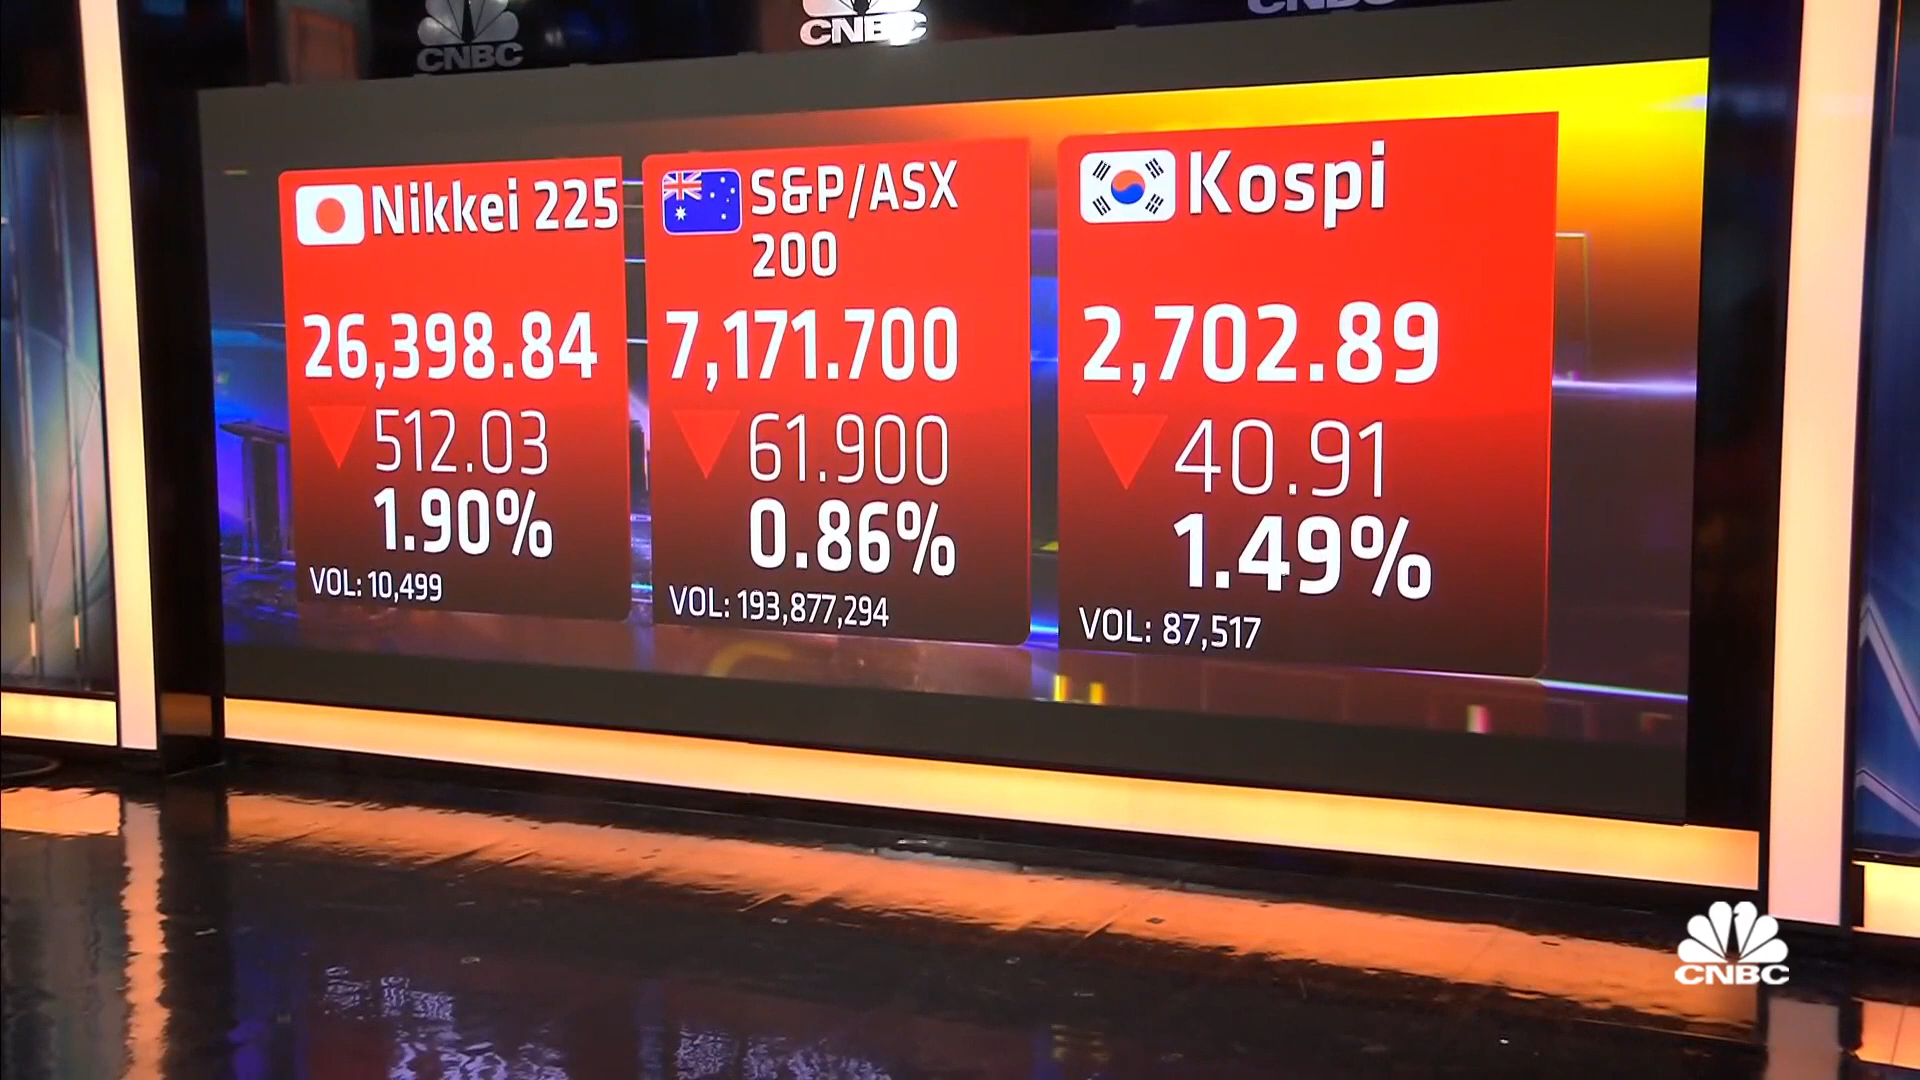 CNBC
CNBC
CNBC
Nikkei 225
26,398.84
512.03
1.90%
VOL: 10,499
S&P/ASX
200
7,171.700
61.900
0.86%
VOL: 193,877,294
Kospi
2,702.89
40.91
1.49%
VOL: 87,517
CNBC